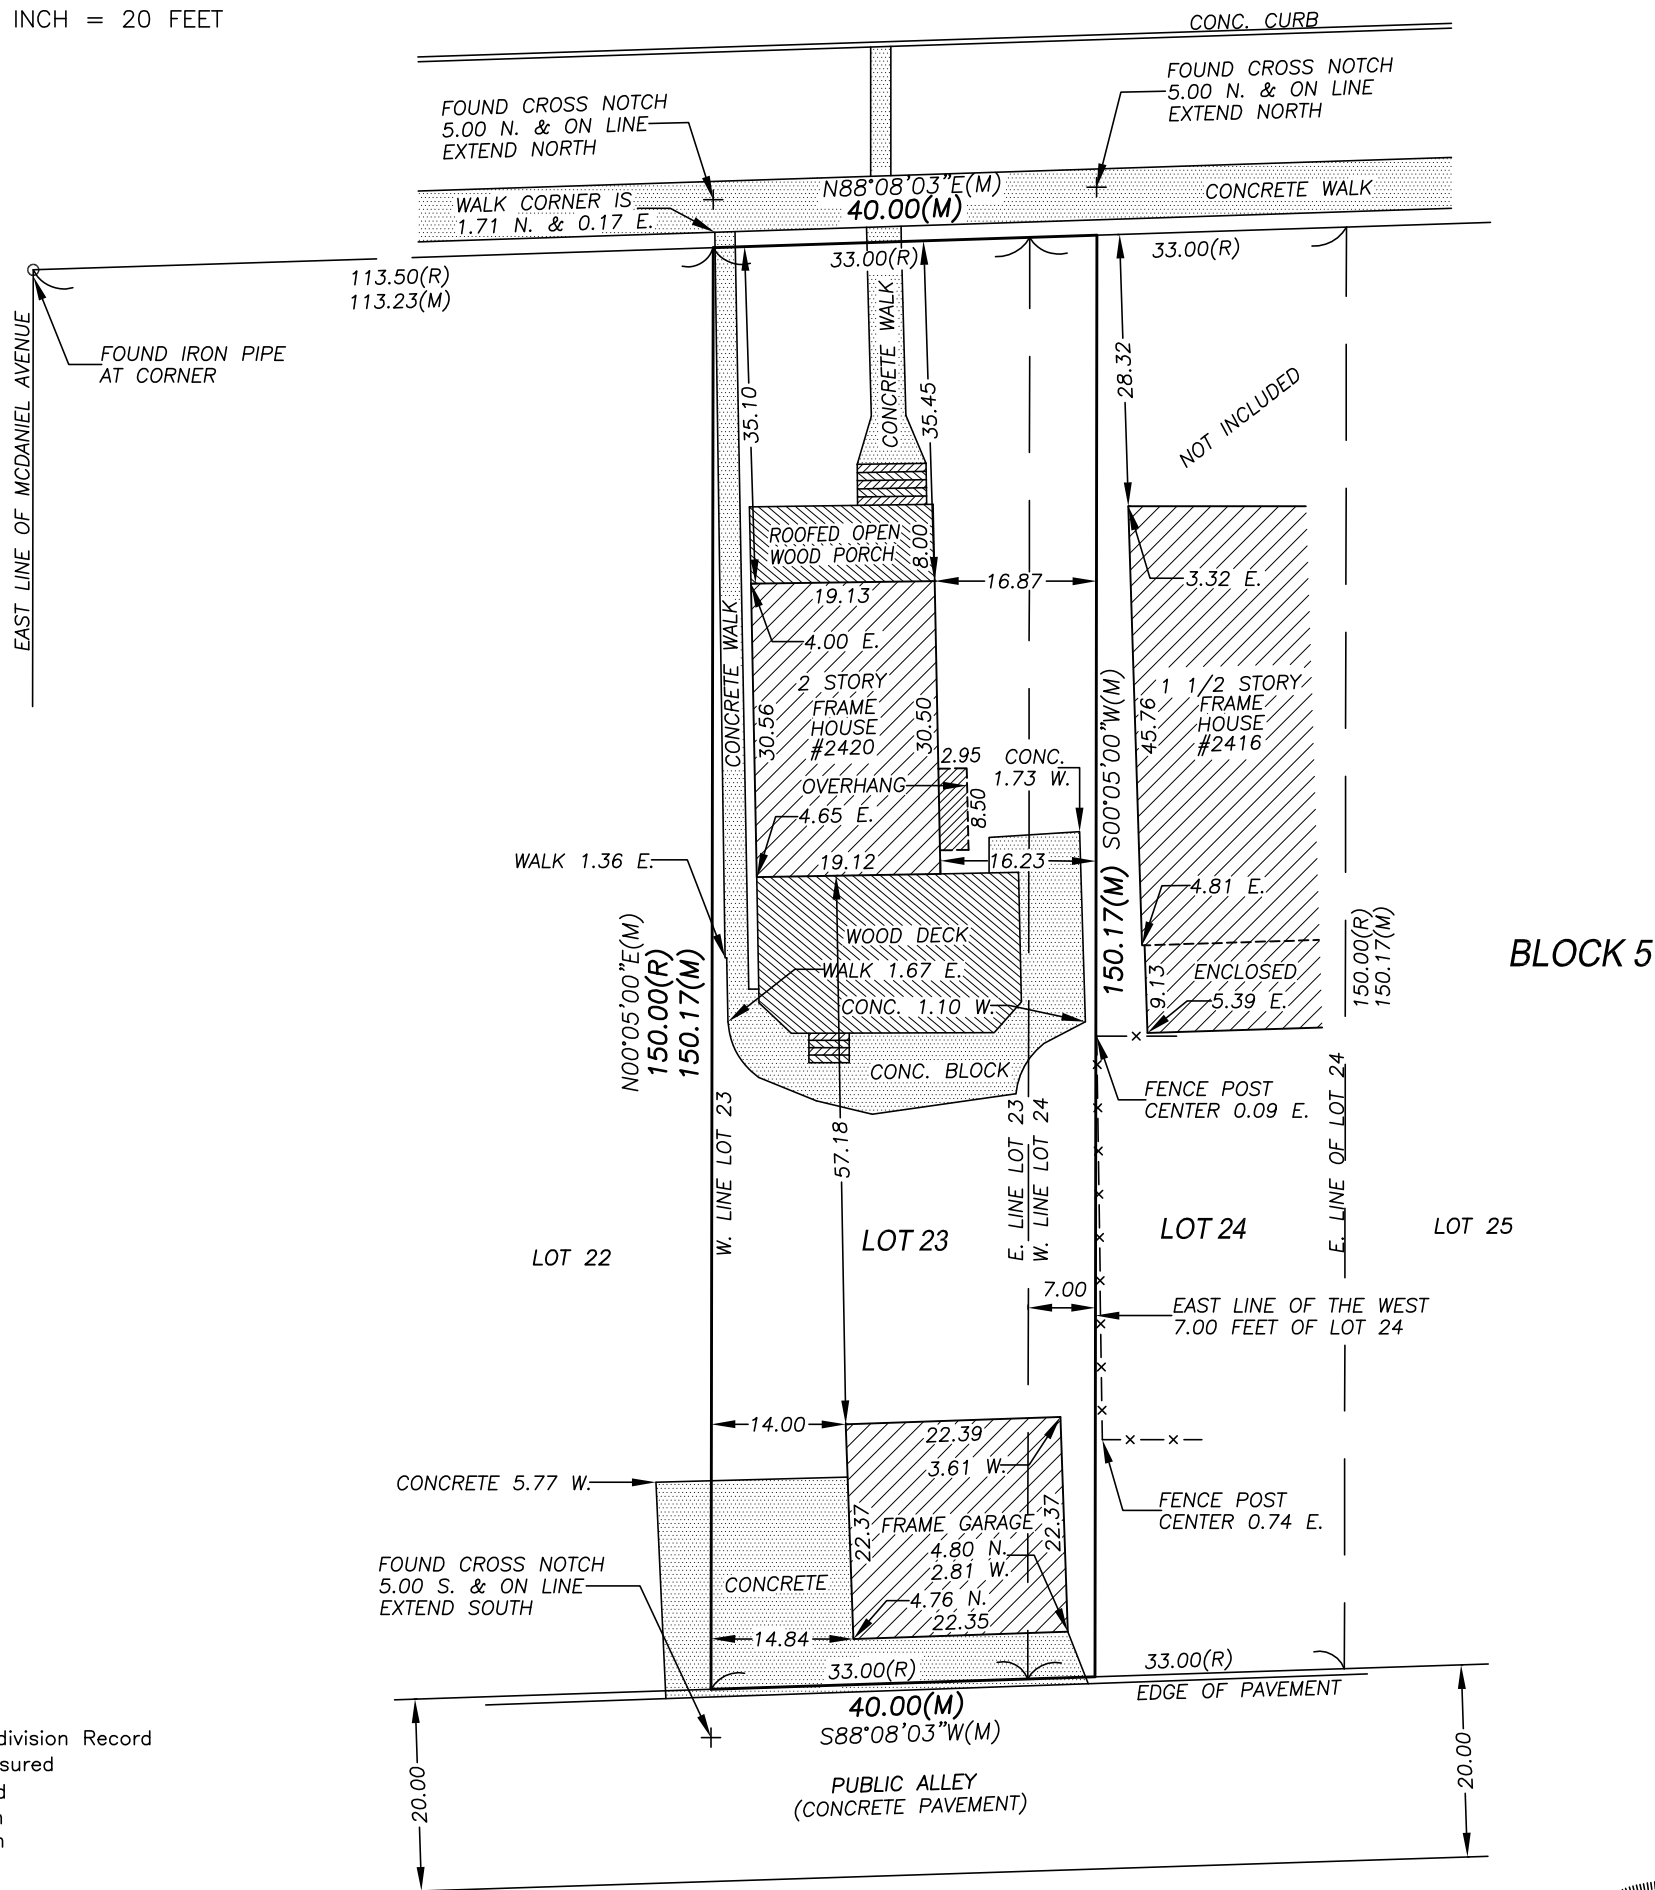 INCH = 20 FEET
CONC. CURB
FOUND CROSS NOTCH
5.00 N. & ON LINE
EXTEND NORTH
FOUND CROSS NOTCH
5.00 N. & ON LINE
EXTEND NORTH
N88°08'03"E(M)
40.00(M)
CONCRETE WALK
WALK CORNER IS
1.71 N. & 0.17 E.
113.50(R)
113.23(M)
33.00(R)
33.00(R)
FOUND IRON PIPE
AT CORNER
EAST LINE OF MCDANIEL AVENUE
CONCRETE WALK
35.10
35.45
28.32
NOT INCLUDED
ROOFED OPEN
WOOD PORCH
8.00
16.87
3.32 E.
19.13
4.00 E.
CONCRETE WALK
2 STORY
FRAME
HOUSE
#2420
30.56
30.50
S00°05'00"W(M)
150.17(M)
45.76
1 1/2 STORY
FRAME
HOUSE
#2416
2.95
CONC.
1.73 W.
OVERHANG
8.50
4.65 E.
WALK 1.36 E.
19.12
16.23
4.81 E.
N00°05'00"E(M)
150.00(R)
150.17(M)
WOOD DECK
WALK 1.67 E.
CONC. 1.10 W.
9.13
ENCLOSED
5.39 E.
150.00(R)
150.17(M)
BLOCK 5
CONC. BLOCK
FENCE POST
CENTER 0.09 E.
57.18
W. LINE LOT 23
E. LINE LOT 23
W. LINE LOT 24
E. LINE OF LOT 24
LOT 22
LOT 23
LOT 24
LOT 25
7.00
EAST LINE OF THE WEST
7.00 FEET OF LOT 24
14.00
22.39
3.61 W.
CONCRETE 5.77 W.
FENCE POST
CENTER 0.74 E.
22.37
FRAME GARAGE
22.37
4.80 N.
2.81 W.
4.76 N.
22.35
FOUND CROSS NOTCH
5.00 S. & ON LINE
EXTEND SOUTH
CONCRETE
14.84
33.00(R)
33.00(R)
EDGE OF PAVEMENT
40.00(M)
S88°08'03"W(M)
division Record
sured
20.00
20.00
PUBLIC ALLEY
(CONCRETE PAVEMENT)